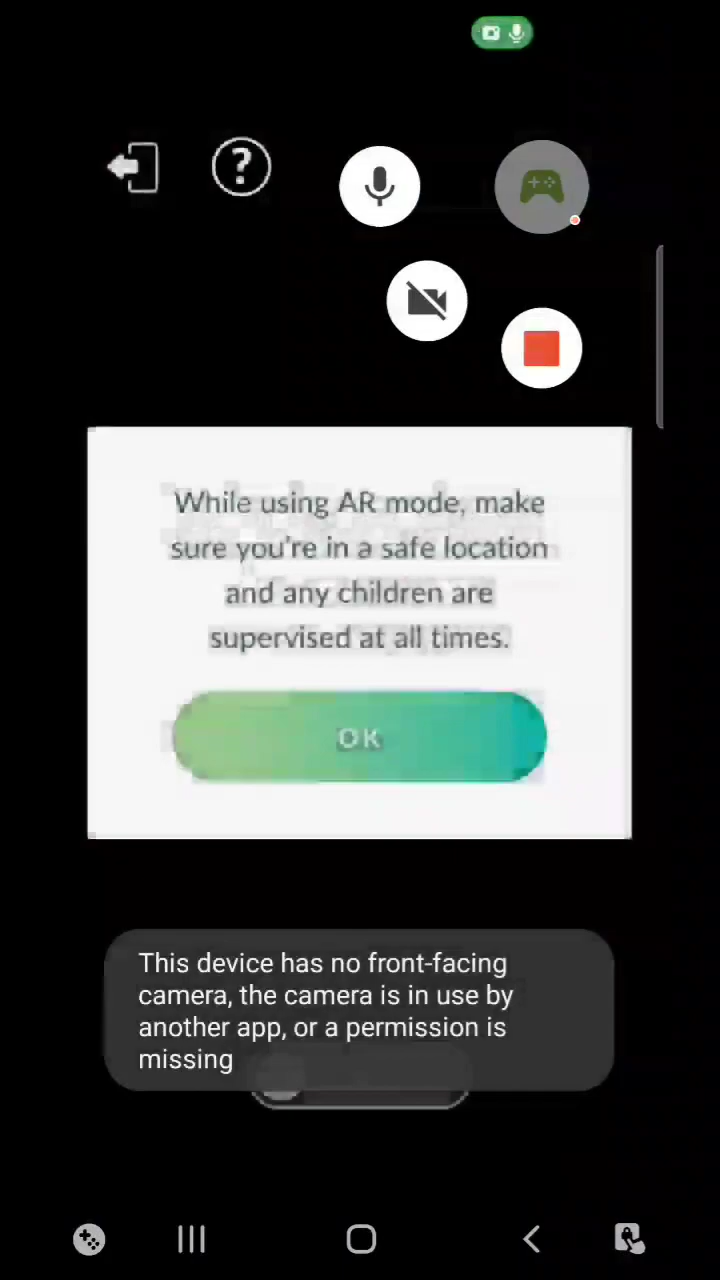 ?
While using AR mode, make
sure you're in a safe location
and any children are
supervised at all times.
OK
This device has no front-facing
camera, the camera is in use by
another app, or a permission is
missing